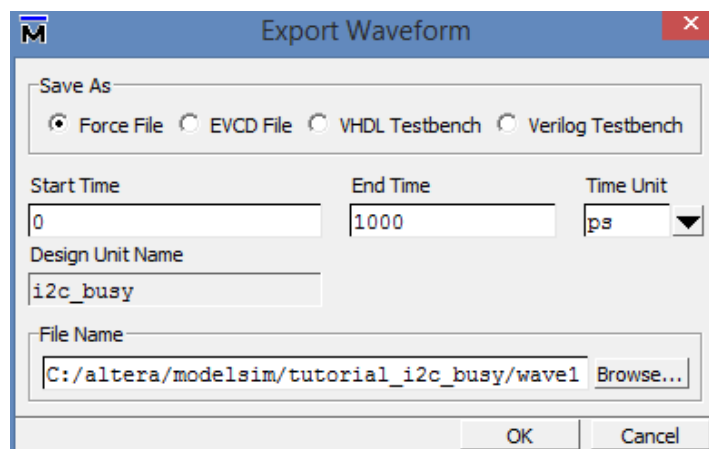 Export Waveform
Save As
Force File EVCD File VHDL Testbench Verilog Testbench
Start Time End Time Time Unit
0 1000 ps
Design Unit Name
i2c_busy
File Name
C:/altera/modelsim/tutorial_i2c_busy/wave1 Browse...
OK Cancel